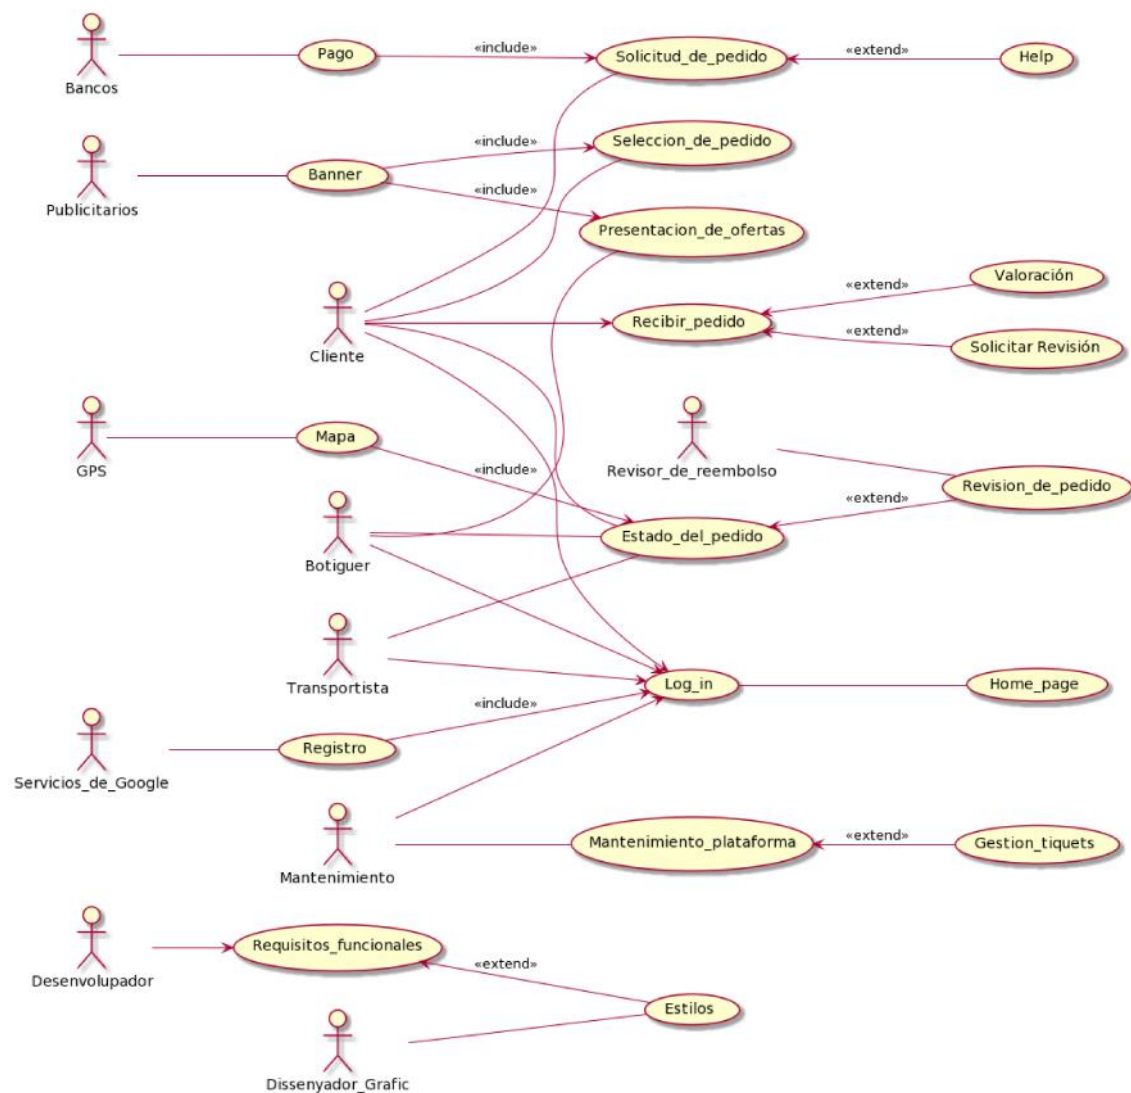 Bancos
Pago
«include»
Solicitud_de_pedido
«extend»
Help
Publicitarios
Banner
«include»
Seleccion_de_pedido
«include»
Presentacion_de_ofertas
Cliente
Recibir_pedido
«extend»
Valoración
«extend»
Solicitar Revisión
GPS
Mapa
«include»
Revisor_de_reembolso
Revision_de_pedido
«extend»
Estado_del_pedido
Botiguer
Transportista
Log_in
Home_page
Servicios_de_Google
Registro
«include»
Mantenimiento
Mantenimiento_plataforma
«extend»
Gestion_tiquets
Desenvolupador
Requisitos_funcionales
«extend»
Estilos
Dissenyador_Grafic